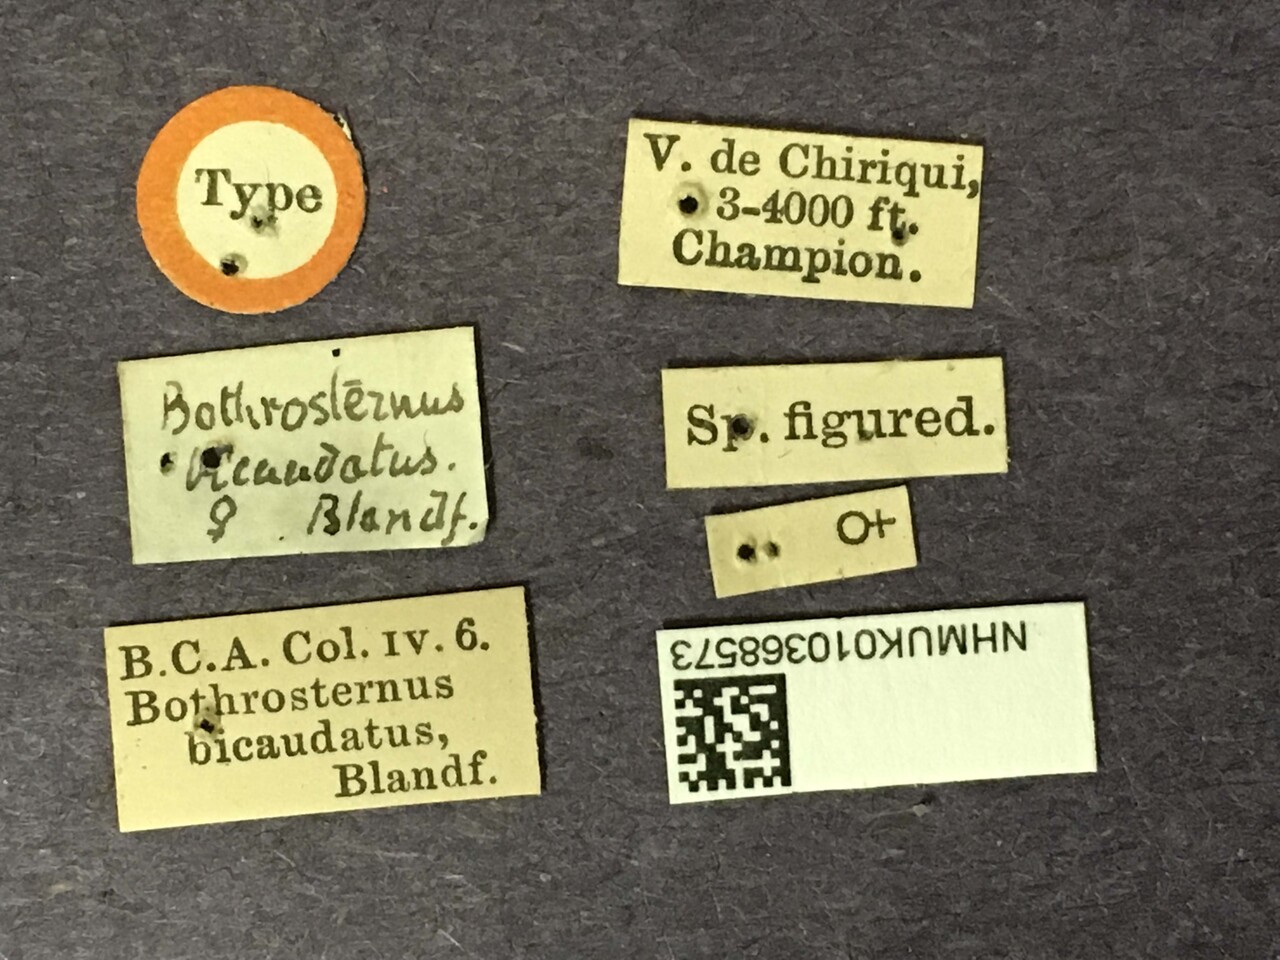 Type
V. de Chiriqui,
3-4000 ft.
Champion.
Bothrosternus
bicaudatus.
♀ Blandf.
Sp. figured.
♀
B.C.A. Col. IV. 6.
Bothrosternus
bicaudatus,
Blandf.
NHMUK010368573